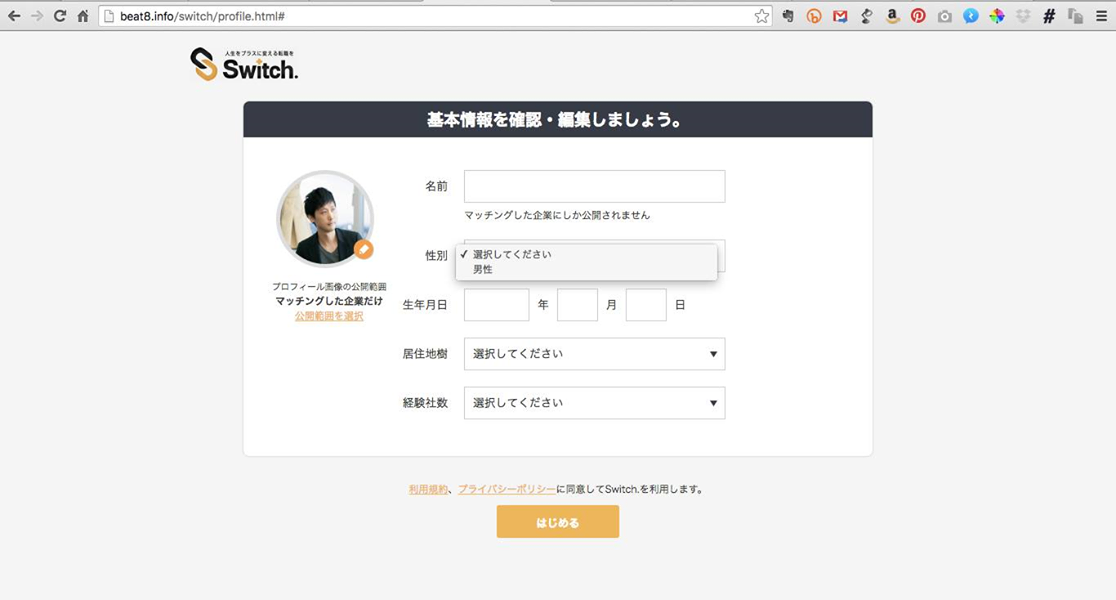 beat8.info/switch/profile.html#
人生をプラスに変える転職を
Switch.
基本情報を確認・編集しましょう。
名前
マッチングした企業にしか公開されません
性別
✓ 選択してください
男性
プロフィール画像の公開範囲
マッチングした企業だけ
公開範囲を選択
生年月日 年 月 日
居住地樹 選択してください ▼
経験社数 選択してください ▼
利用規約、プライバシーポリシーに同意してSwitch.を利用します。
はじめる